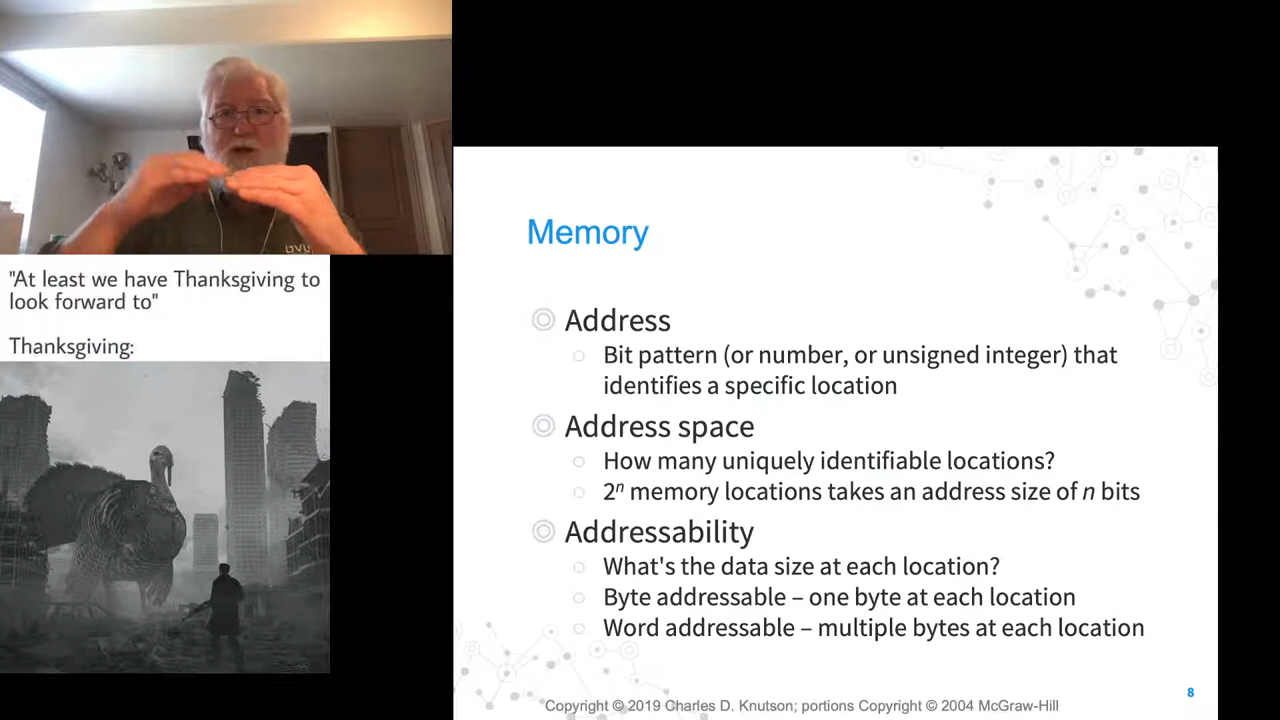 BYU
"At least we have Thanksgiving to
look forward to"
Thanksgiving:
Memory
Address
Bit pattern (or number, or unsigned integer) that
identifies a specific location
Address space
How many uniquely identifiable locations?
2ⁿ memory locations takes an address size of n bits
Addressability
What's the data size at each location?
Byte addressable – one byte at each location
Word addressable – multiple bytes at each location
Copyright © 2019 Charles D. Knutson; portions Copyright © 2004 McGraw-Hill
8